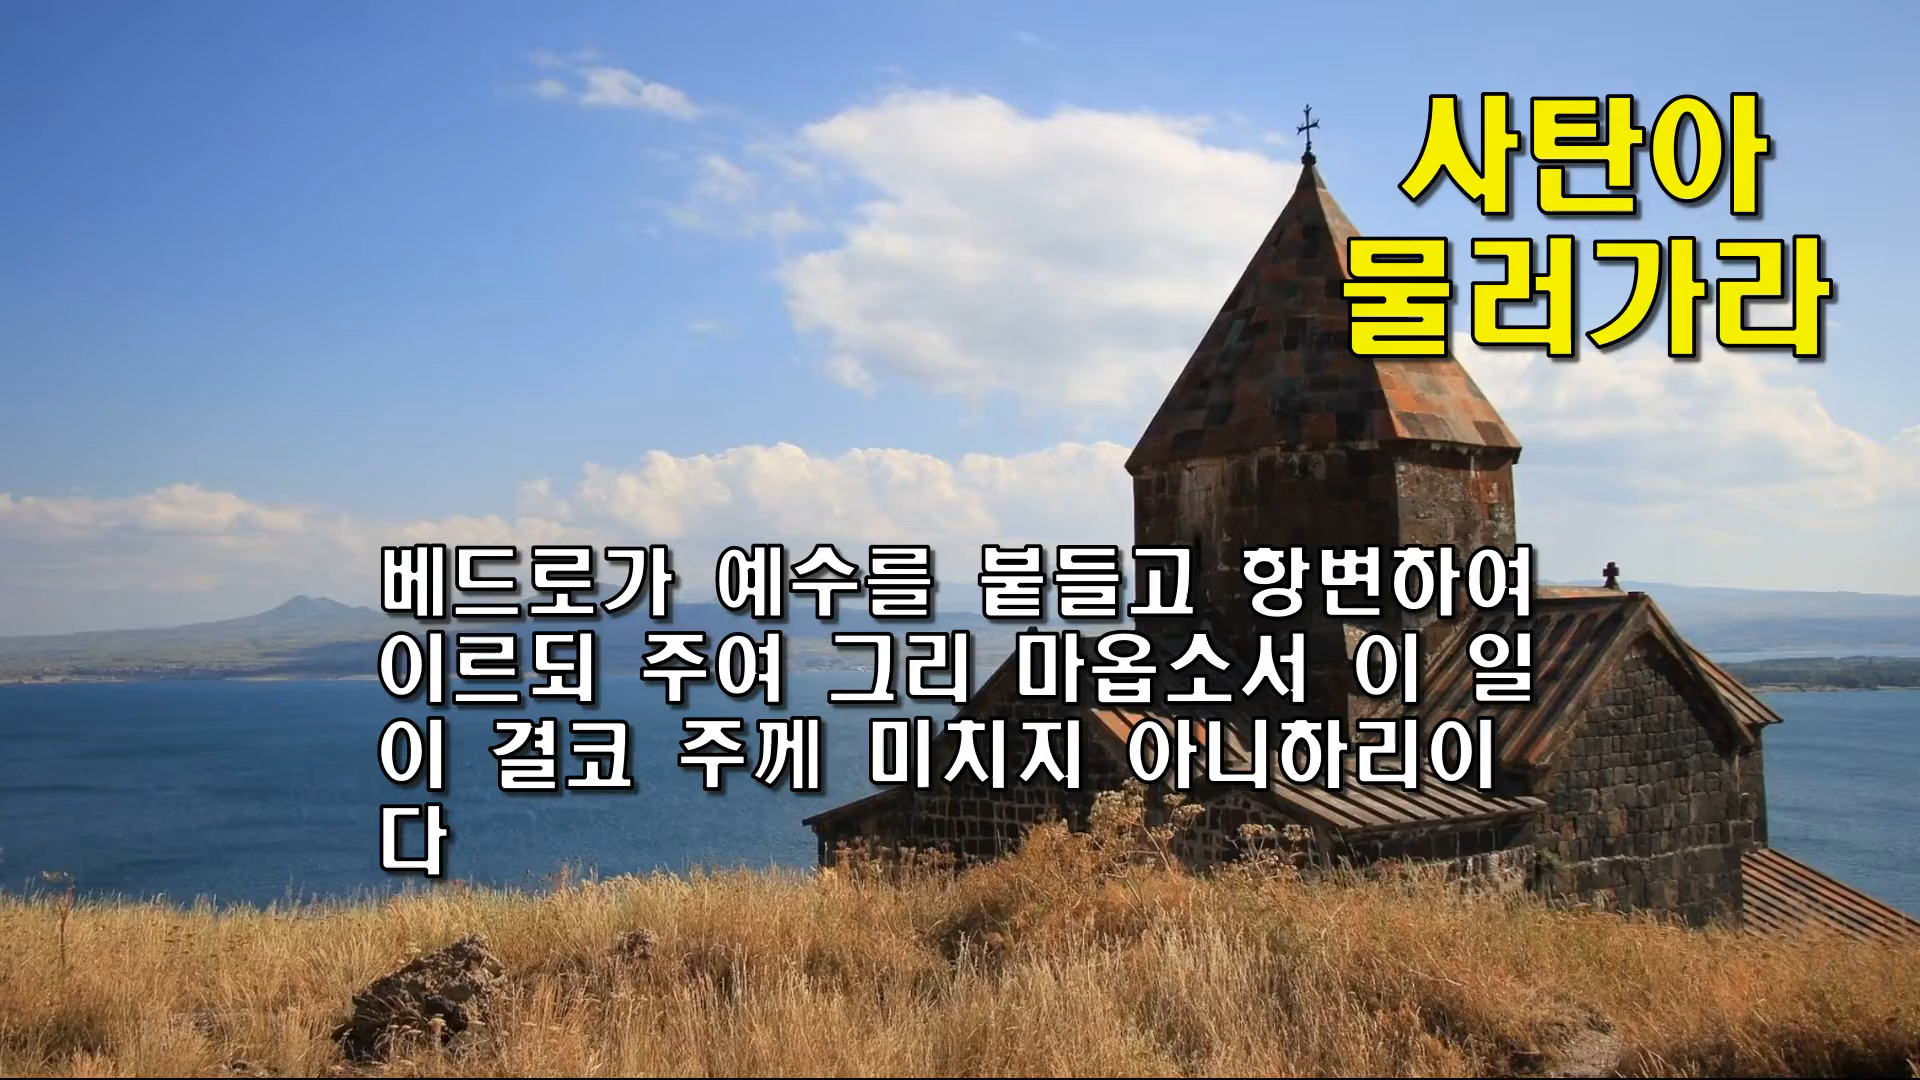 사탄아
물러가라
베드로가 예수를 붙들고 항변하여
이르되 주여 그리 마옵소서 이 일
이 결코 주께 미치지 아니하리이
다